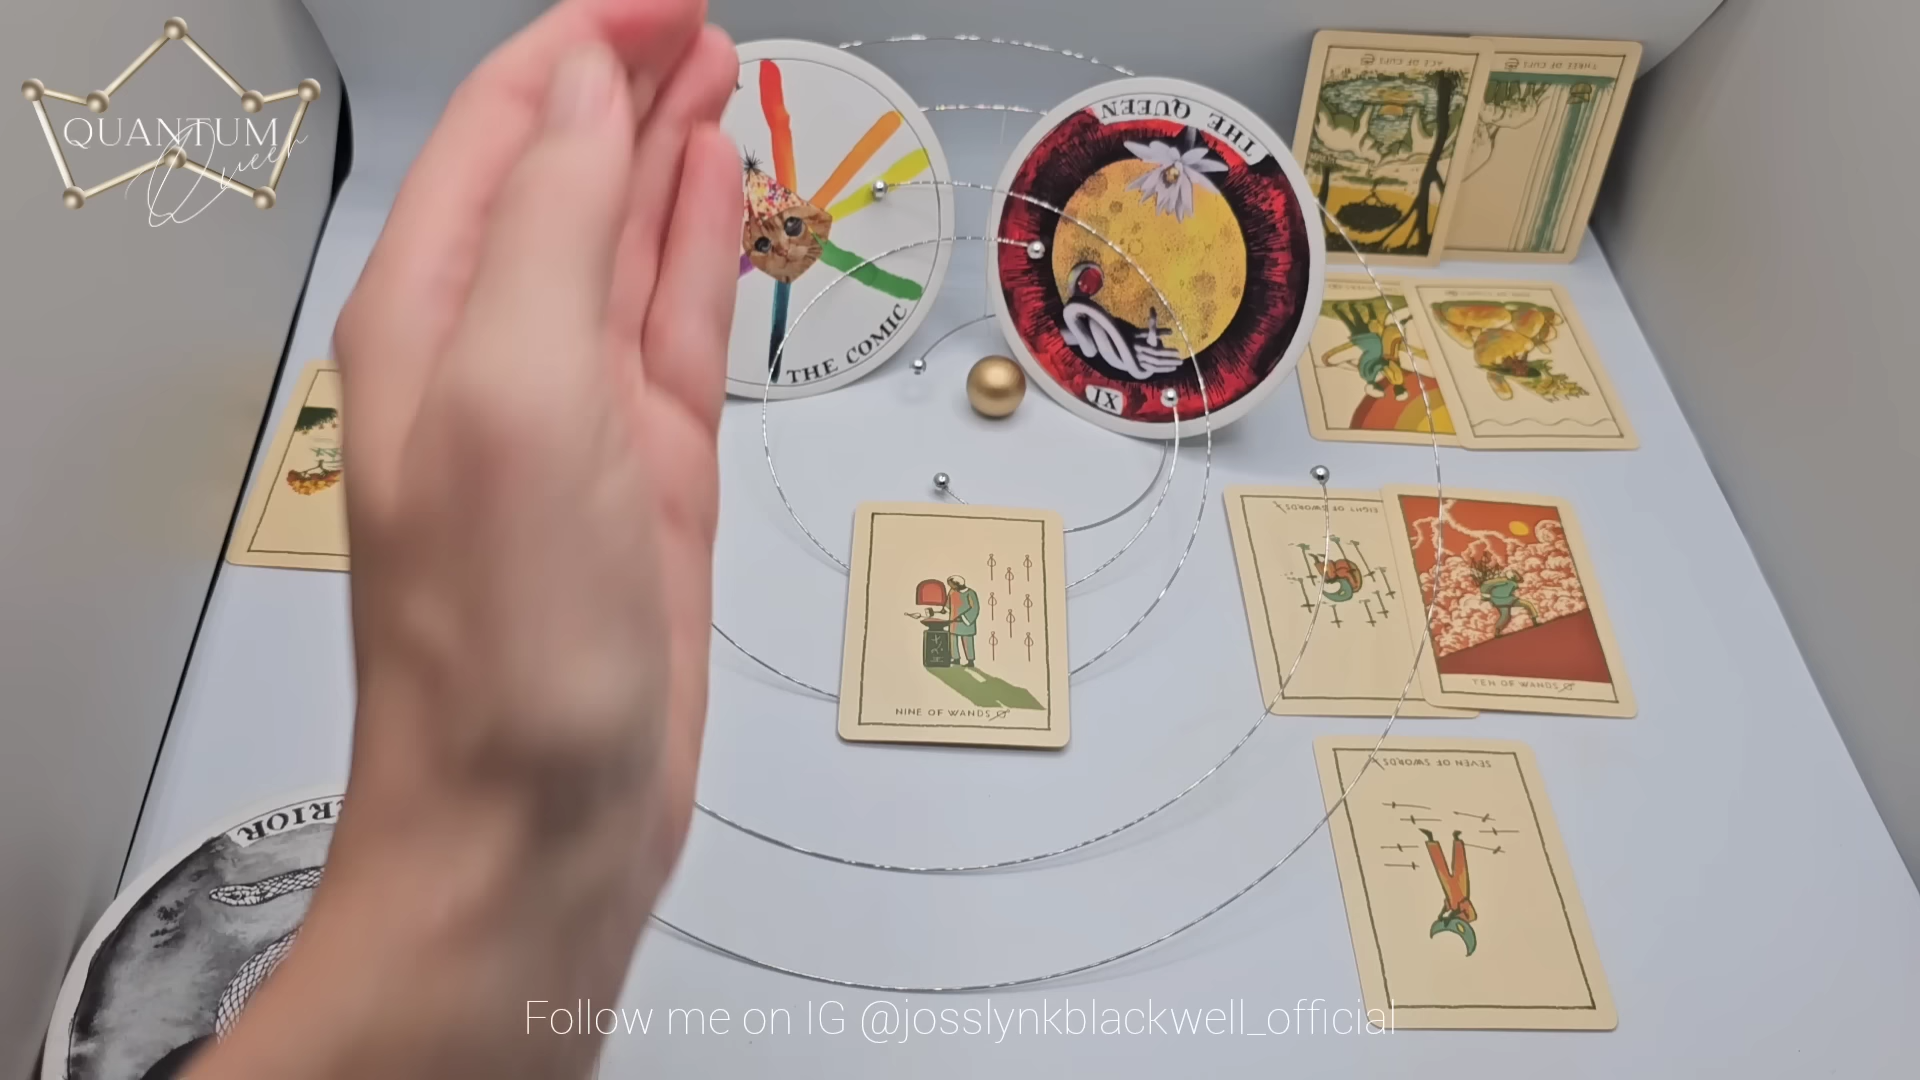 QUANTUM
Queen
THE COMIC
THE QUEEN
XI
ACE OF CUPS
THREE OF CUPS
NINE OF WANDS
EIGHT OF SWORDS
TEN OF WANDS
SEVEN OF SWORDS
Follow me on IG @josslynkblackwell_official